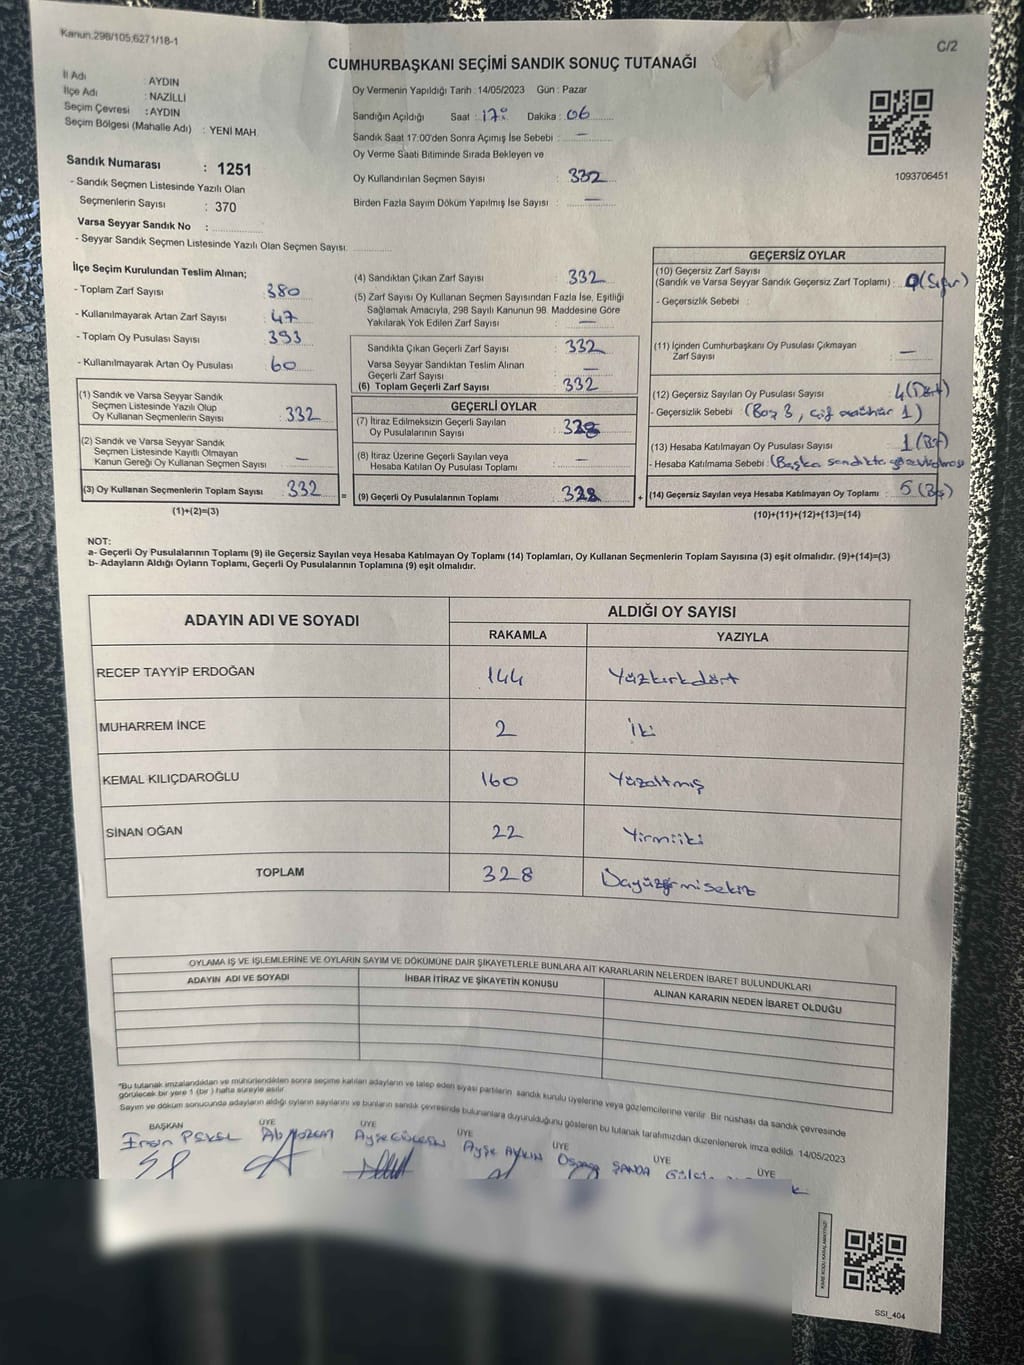 Kanun.298/105,6271/18-1
C/2
CUMHURBAŞKANI SEÇİMİ SANDIK SONUÇ TUTANAĞI
İl Adı : AYDIN
İlçe Adı : NAZİLLİ
Seçim Çevresi : AYDIN
Seçim Bölgesi (Mahalle Adı) : YENİ MAH.
Sandık Numarası : 1251
- Sandık Seçmen Listesinde Yazılı Olan
Seçmenlerin Sayısı : 370
Varsa Seyyar Sandık No :
- Seyyar Sandık Seçmen Listesinde Yazılı Olan Seçmen Sayısı:
Oy Vermenin Yapıldığı Tarih : 14/05/2023 Gün : Pazar
Sandığın Açıldığı Saat : 17: Dakika : 06
Sandık Saat 17:00'den Sonra Açımış İse Sebebi : —
Oy Verme Saati Bitiminde Sırada Bekleyen ve
Oy Kullandırılan Seçmen Sayısı : 332
Birden Fazla Sayım Döküm Yapılmış İse Sayısı : —
1093706451
İlçe Seçim Kurulundan Teslim Alınan;
- Toplam Zarf Sayısı : 380
- Kullanılmayarak Artan Zarf Sayısı : 47
- Toplam Oy Pusulası Sayısı : 393
- Kullanılmayarak Artan Oy Pusulası : 60
(1) Sandık ve Varsa Seyyar Sandık
Seçmen Listesinde Yazılı Olup
Oy Kullanan Seçmenlerin Sayısı : 332
(2) Sandık ve Varsa Seyyar Sandık
Seçmen Listesinde Kayıtlı Olmayan
Kanun Gereği Oy Kullanan Seçmen Sayısı : —
(3) Oy Kullanan Seçmenlerin Toplam Sayısı : 332
(1)+(2)=(3)
(4) Sandıktan Çıkan Zarf Sayısı : 332
(5) Zarf Sayısı Oy Kullanan Seçmen Sayısından Fazla İse, Eşitliği
Sağlamak Amacıyla, 298 Sayılı Kanunun 98. Maddesine Göre
Yakılarak Yok Edilen Zarf Sayısı : —
Sandıkta Çıkan Geçerli Zarf Sayısı : 332
Varsa Seyyar Sandıktan Teslim Alınan
Geçerli Zarf Sayısı : —
(6) Toplam Geçerli Zarf Sayısı : 332
GEÇERLİ OYLAR
(7) İtiraz Edilmeksizin Geçerli Sayılan
Oy Pusulalarının Sayısı : 328
(8) İtiraz Üzerine Geçerli Sayılan veya
Hesaba Katılan Oy Pusulası Toplamı : —
(9) Geçerli Oy Pusulalarının Toplamı : 328
GEÇERSİZ OYLAR
(10) Geçersiz Zarf Sayısı
(Sandık ve Varsa Seyyar Sandık Geçersiz Zarf Toplamı) : 0 (Sıfır)
- Geçersizlik Sebebi :
(11) İçinden Cumhurbaşkanı Oy Pusulası Çıkmayan
Zarf Sayısı : —
(12) Geçersiz Sayılan Oy Pusulası Sayısı : 4 (Dört)
- Geçersizlik Sebebi : (Boş 3, çift mühür 1)
(13) Hesaba Katılmayan Oy Pusulası Sayısı : 1 (Bir)
- Hesaba Katılmama Sebebi : (Başka sandıkta
(14) Geçersiz Sayılan veya Hesaba Katılmayan Oy Toplamı : 5 (Beş)
(10)+(11)+(12)+(13)=(14)
NOT:
a- Geçerli Oy Pusulalarının Toplamı (9) ile Geçersiz Sayılan veya Hesaba Katılmayan Oy Toplamı (14) Toplamları, Oy Kullanan Seçmenlerin Toplam Sayısına (3) eşit olmalıdır. (9)+(14)=(3)
b- Adayların Aldığı Oyların Toplamı, Geçerli Oy Pusulalarının Toplamına (9) eşit olmalıdır.
ADAYIN ADI VE SOYADI ALDIĞI OY SAYISI
RAKAMLA YAZIYLA
RECEP TAYYİP ERDOĞAN 144 Yüzkırkdört
MUHARREM İNCE 2 İki
KEMAL KILIÇDAROĞLU 160 Yüzaltmış
SİNAN OĞAN 22 Yirmiiki
TOPLAM 328 Üçyüzyirmisekiz
OYLAMA İŞ VE İŞLEMLERİNE VE OYLARIN SAYIM VE DÖKÜMÜNE DAİR ŞİKAYETLERLE BUNLARA AİT KARARLARIN NELERDEN İBARET BULUNDUKLARI
ADAYIN ADI VE SOYADI İHBAR İTİRAZ VE ŞİKAYETİN KONUSU ALINAN KARARIN NEDEN İBARET OLDUĞU
*Bu tutanak imzalandıktan ve mühürlendikten sonra seçime katılan adayların ve talep eden siyasi partilerin sandık kurulu üyelerine veya gözlemcilerine verilir. Bir nüshası da sandık çevresinde
görülecek bir yere 1 (bir) hafta süreyle asılır.
Sayım ve döküm sonucunda adayların aldığı oyların sayılarını ve bunların sandık çevresinde bulunanlara duyurulduğunu gösteren bu tutanak tarafımızdan düzenlenerek imza edildi. 14/05/2023
BAŞKAN ÜYE ÜYE ÜYE ÜYE ÜYE ÜYE
Ayşe AYKIN
ŞANDA
KARE KODU KARALAMAYINIZ!
SSI_404